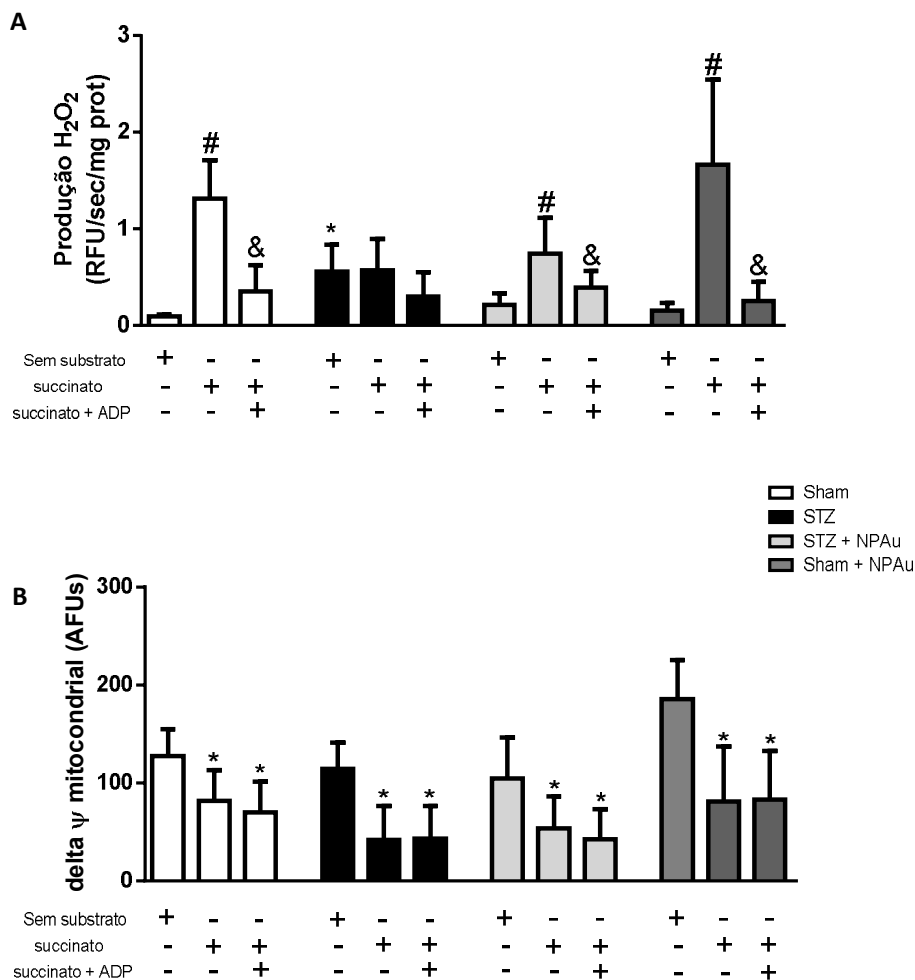 A
Produção H₂O₂
(RFU/sec/mg prot)
3
2
1
0
#
&
*
#
&
#
&
Sem substrato + - - + - - + - - + - -
succinato - + + - + + - + + - + +
succinato + ADP - - + - - + - - + - - +
Sham
STZ
STZ + NPAu
Sham + NPAu
B
delta ψ mitocondrial (AFUs)
300
200
100
0
* * * * * * * *
Sem substrato + - - + - - + - - + - -
succinato - + + - + + - + + - + +
succinato + ADP - - + - - + - - + - - +